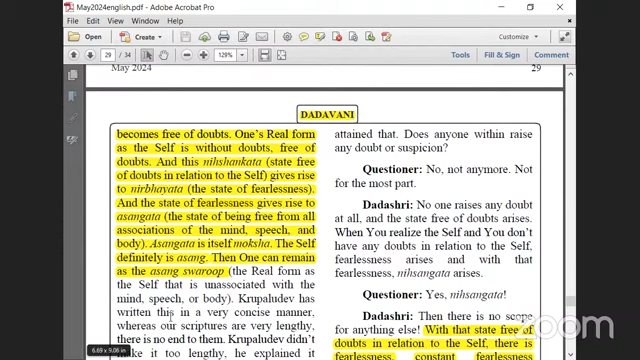 May2024english.pdf - Adobe Acrobat Pro
File Edit View Window Help
Open Create Customize
29 / 34 129% Tools Fill & Sign Comment
May 2024 29
DADAVANI
becomes free of doubts. One's Real form
as the Self is without doubts, free of
doubts. And this nihshankata (state free
of doubts in relation to the Self) gives rise
to nirbhayata (the state of fearlessness).
And the state of fearlessness gives rise to
asangata (the state of being free from all
associations of the mind, speech, and
body). Asangata is itself moksha. The Self
definitely is asang. Then One can remain
as the asang swaroop (the Real form as
the Self that is unassociated with the
mind, speech, or body). Krupaludev has
written this in a very concise manner,
whereas our scriptures are very lengthy,
there is no end to them. Krupaludev didn't
make it too lengthy, he explained it
attained that. Does anyone within raise
any doubt or suspicion?
Questioner: No, not anymore. Not
for the most part.
Dadashri: No one raises any doubt
at all, and the state free of doubts arises.
When You realize the Self and You don't
have any doubts in relation to the Self,
fearlessness arises and with that
fearlessness, nihsangata arises.
Questioner: Yes, nihsangata!
Dadashri: Then there is no scope
for anything else! With that state free of
doubts in relation to the Self, there is
fearlessness, constant fearlessness
6.69 x 9.06 in
zoom